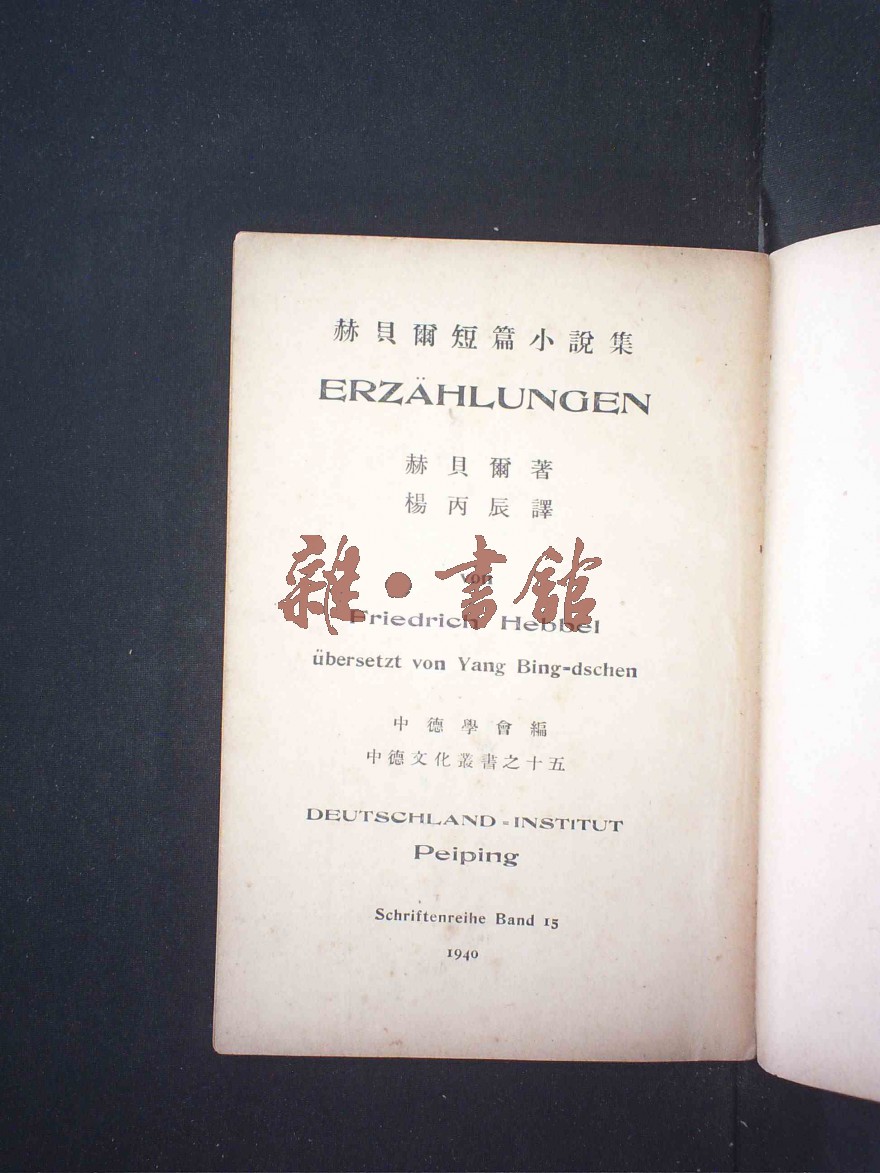 赫貝爾短篇小說集
ERZÄHLUNGEN
赫貝爾著
楊丙辰譯
雜·書館
von
Friedrich Hebbel
übersetzt von Yang Bing-dschen
中德學會編
中德文化叢書之十五
DEUTSCHLAND-INSTITUT
Peiping
Schriftenreihe Band 15
1940